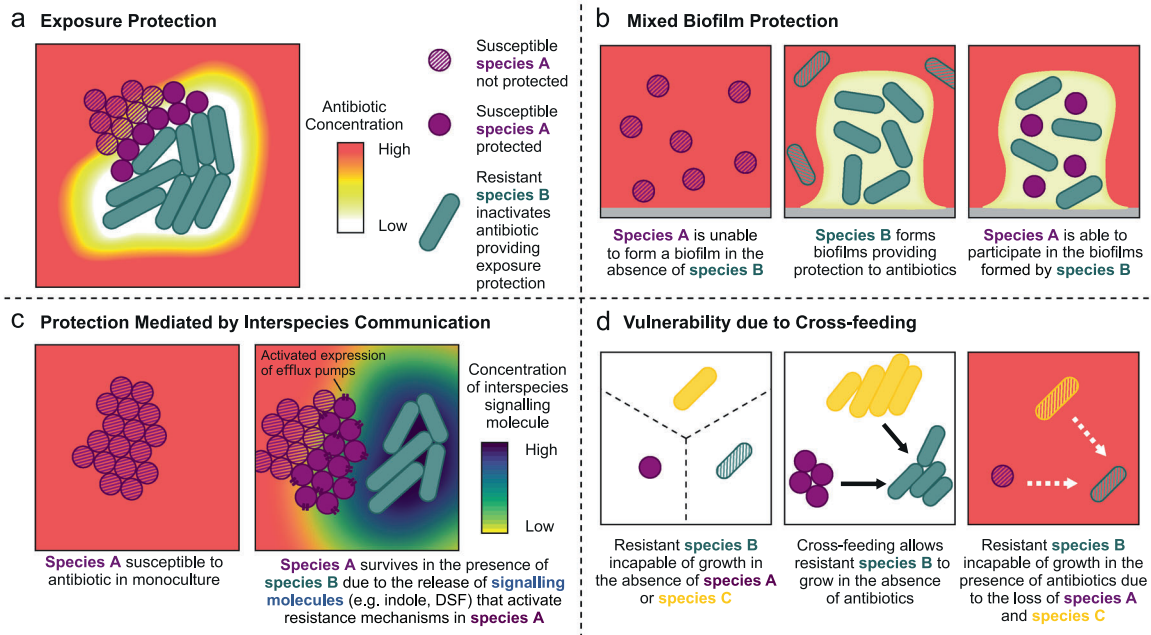 a Exposure Protection
Antibiotic
Concentration
High
Low
Susceptible
species A
not protected
Susceptible
species A
protected
Resistant
species B
inactivates
antibiotic
providing
exposure
protection
b Mixed Biofilm Protection
Species A is unable
to form a biofilm in the
absence of species B
Species B forms
biofilms providing
protection to antibiotics
Species A is able to
participate in the biofilms
formed by species B
c Protection Mediated by Interspecies Communication
Species A susceptible to
antibiotic in monoculture
Activated expression
of efflux pumps
Species A survives in the presence of
species B due to the release of signalling
molecules (e.g. indole, DSF) that activate
resistance mechanisms in species A
Concentration
of interspecies
signalling
molecule
High
Low
d Vulnerability due to Cross-feeding
Resistant species B
incapable of growth in
the absence of species A
or species C
Cross-feeding allows
resistant species B to
grow in the absence
of antibiotics
Resistant species B
incapable of growth in the
presence of antibiotics due
to the loss of species A
and species C